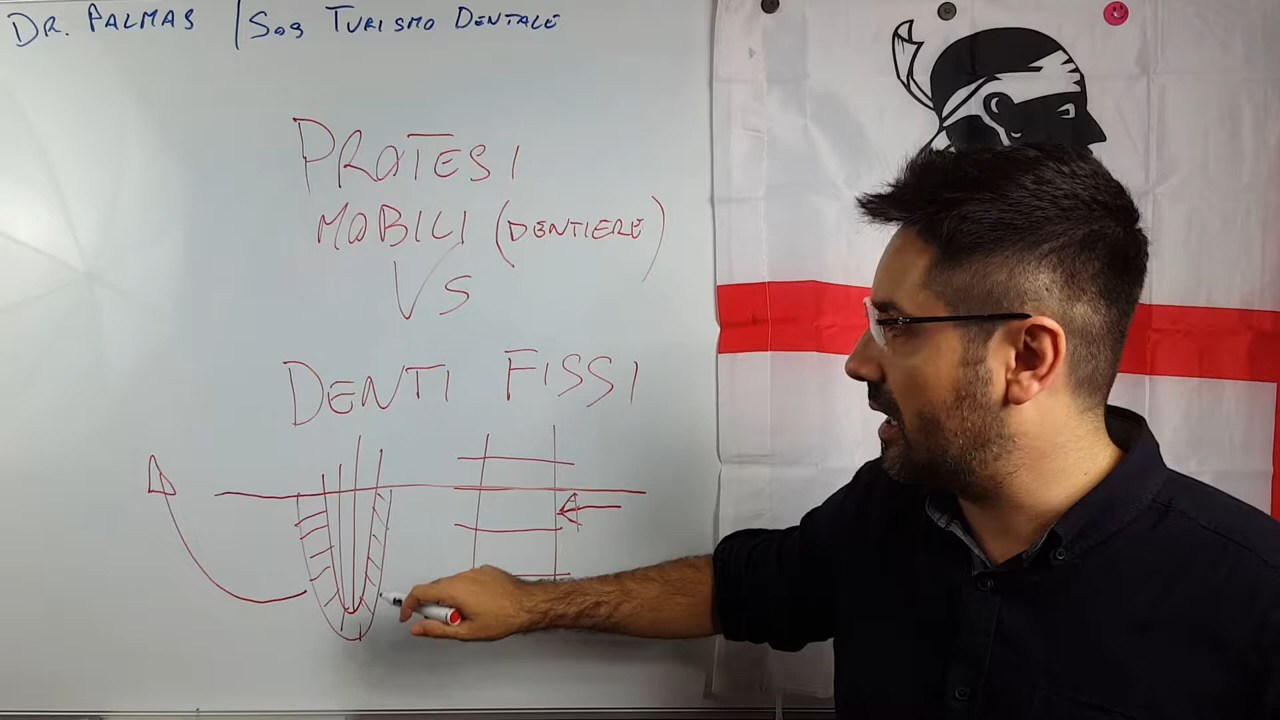 DR. PALMAS | SOS TURISMO DENTALE
PROTESI
MOBILI (DENTIERE)
VS
DENTI FISSI